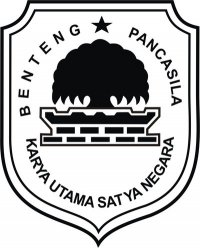 BENTENG PANCASILA
KARYA UTAMA SATYA NEGARA